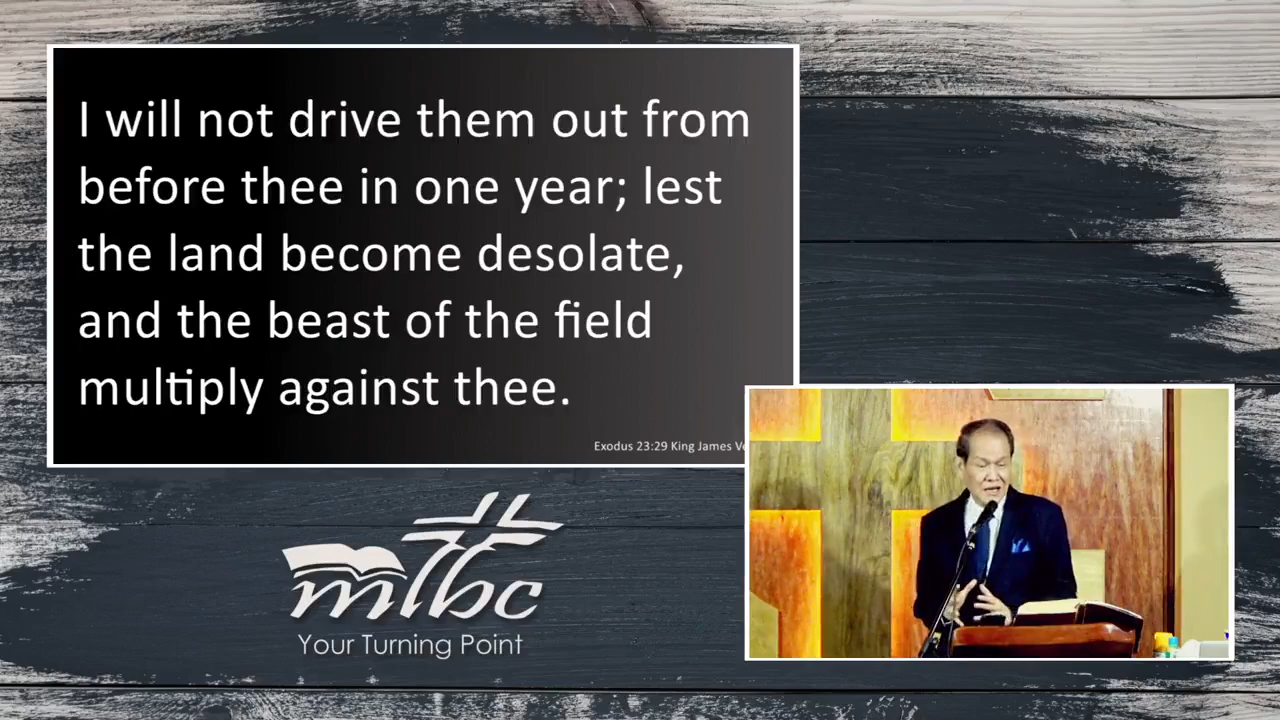 I will not drive them out from
before thee in one year; lest
the land become desolate,
and the beast of the field
multiply against thee.
Exodus 23:29 King James
mlbc
Your Turning Point